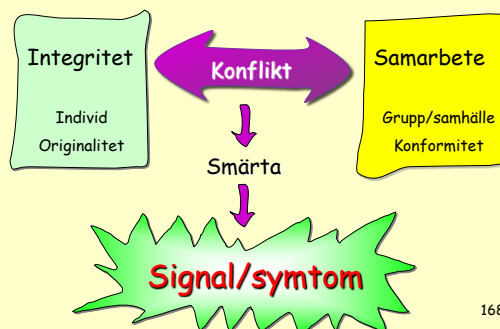 Integritet
Individ
Originalitet
Konflikt
Samarbete
Grupp/samhälle
Konformitet
Smärta
Signal/symtom
168